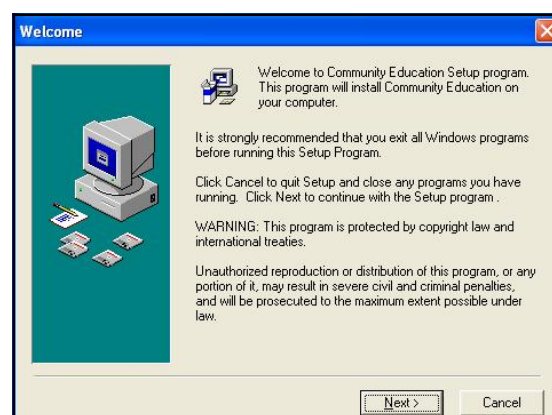 Welcome
Welcome to Community Education Setup program.
This program will install Community Education on
your computer.
It is strongly recommended that you exit all Windows programs
before running this Setup Program.
Click Cancel to quit Setup and close any programs you have
running. Click Next to continue with the Setup program .
WARNING: This program is protected by copyright law and
international treaties.
Unauthorized reproduction or distribution of this program, or any
portion of it, may result in severe civil and criminal penalties,
and will be prosecuted to the maximum extent possible under
law.
Next >
Cancel